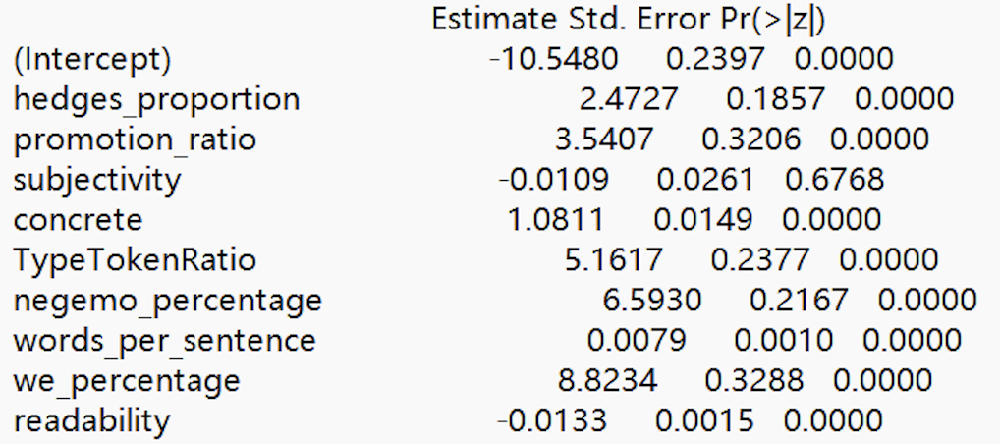 Estimate Std. Error Pr(>|z|)
(Intercept) -10.5480 0.2397 0.0000
hedges_proportion 2.4727 0.1857 0.0000
promotion_ratio 3.5407 0.3206 0.0000
subjectivity -0.0109 0.0261 0.6768
concrete 1.0811 0.0149 0.0000
TypeTokenRatio 5.1617 0.2377 0.0000
negemo_percentage 6.5930 0.2167 0.0000
words_per_sentence 0.0079 0.0010 0.0000
we_percentage 8.8234 0.3288 0.0000
readability -0.0133 0.0015 0.0000